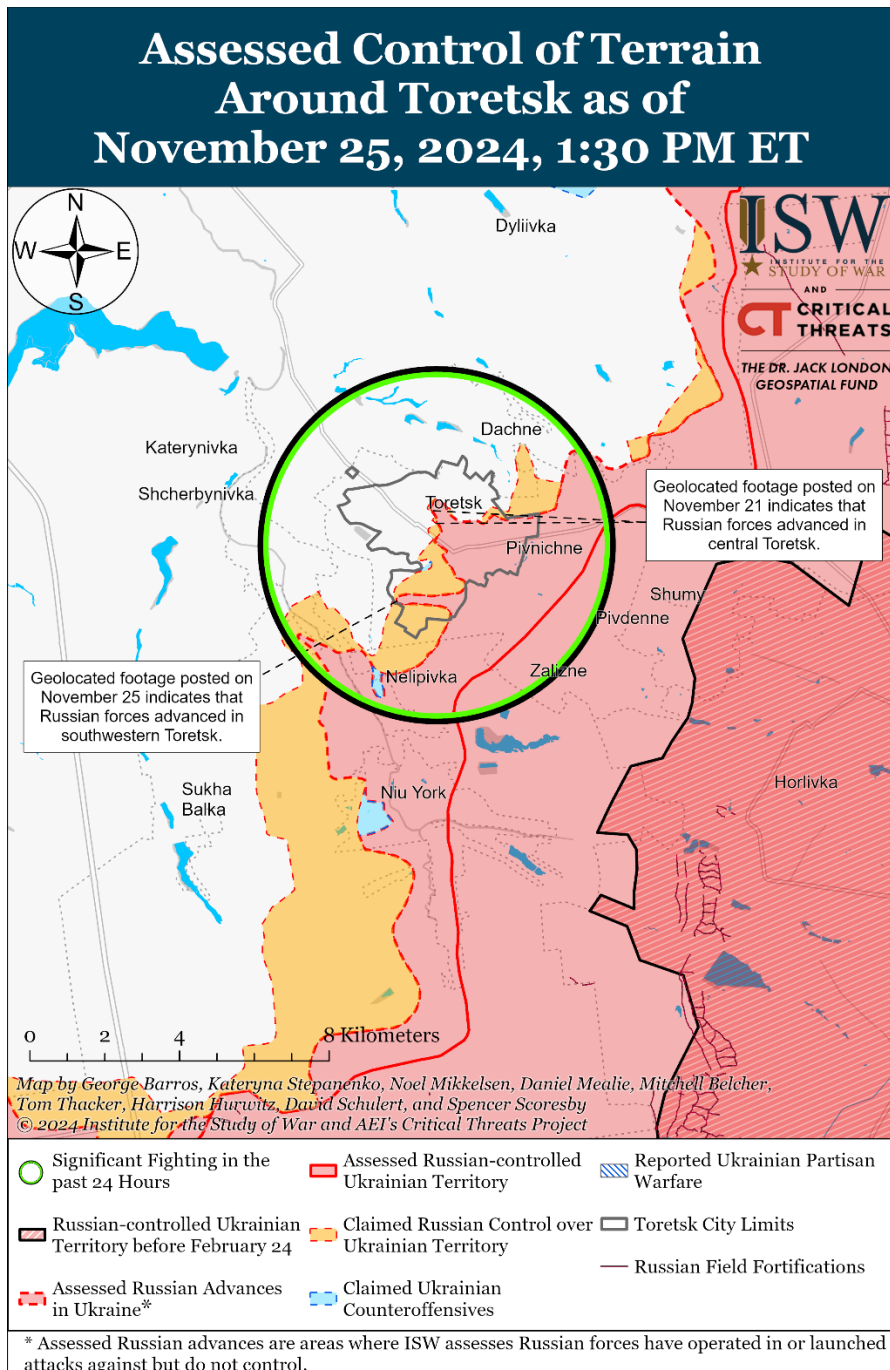 Assessed Control of Terrain
Around Toretsk as of
November 25, 2024, 1:30 PM ET
N
W
E
S
ISW
INSTITUTE FOR THE
STUDY OF WAR
AND
CT CRITICAL
THREATS
THE DR. JACK LONDON
GEOSPATIAL FUND
Dyliivka
Dachne
Katerynivka
Shcherbynivka
Toretsk
Geolocated footage posted on
November 21 indicates that
Russian forces advanced in
central Toretsk.
Pivnichne
Shumy
Pivdenne
Zalizne
Nelipivka
Geolocated footage posted on
November 25 indicates that
Russian forces advanced in
southwestern Toretsk.
Sukha
Balka
Niu York
Horlivka
0 2 4 8 Kilometers
Map by George Barros, Kateryna Stepanenko, Noel Mikkelsen, Daniel Mealie, Mitchell Belcher,
Tom Thacker, Harrison Hurwitz, David Schulert, and Spencer Scoresby
© 2024 Institute for the Study of War and AEI's Critical Threats Project
Significant Fighting in the
past 24 Hours
Russian-controlled Ukrainian
Territory before February 24
Assessed Russian Advances
in Ukraine*
Assessed Russian-controlled
Ukrainian Territory
Claimed Russian Control over
Ukrainian Territory
Claimed Ukrainian
Counteroffensives
Reported Ukrainian Partisan
Warfare
Toretsk City Limits
Russian Field Fortifications
* Assessed Russian advances are areas where ISW assesses Russian forces have operated in or launched
attacks against but do not control.